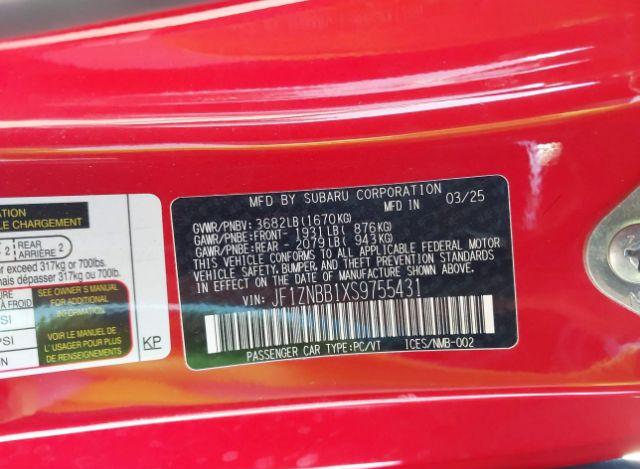 MFD BY SUBARU CORPORATION
MFD IN 03/25
GVWR/PNBV: 3682LB(1670KG)
GAWR/PNBE:FRONT- 1931LB( 876KG)
GAWR/PNBE:REAR - 2079LB( 943KG)
THIS VEHICLE CONFORMS TO ALL APPLICABLE FEDERAL MOTOR
VEHICLE SAFETY, BUMPER, AND THEFT PREVENTION STANDARDS
IN EFFECT ON THE DATE OF MANUFACTURE SHOWN ABOVE.
VIN: JF1ZNBB1XS9755431
PASSENGER CAR TYPE:PC/VT ICES/NMB-002
ATION
CHARGEMENT
2 REAR
ARRIÈRE 2
exceed 317kg or 700lbs.
mais dépasser 317kg ou 700lb.
À FROID
SEE OWNER'S
MANUAL FOR
ADDITIONAL
INFORMATION
PSI
VOIR LE MANUEL DE
L' USAGER POUR PLUS
DE RENSEIGNEMENTS
PSI
KP